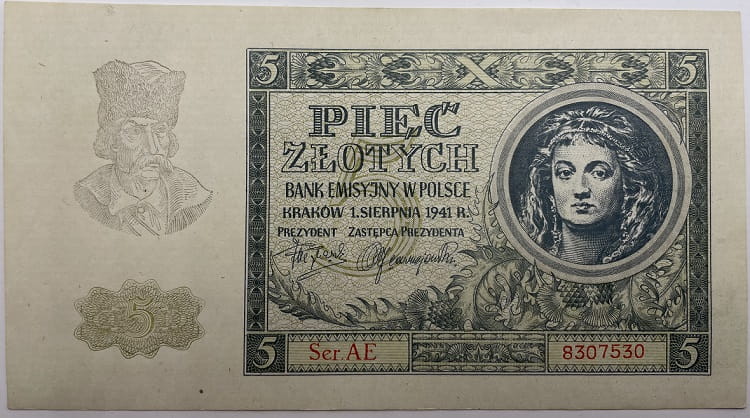 5 5
PIĘĆ
ZŁOTYCH
BANK EMISYJNY W POLSCE
KRAKÓW 1. SIERPNIA 1941 R.
PREZYDENT ZASTĘPCA PREZYDENTA
5
5 Ser. AE 8307530 5